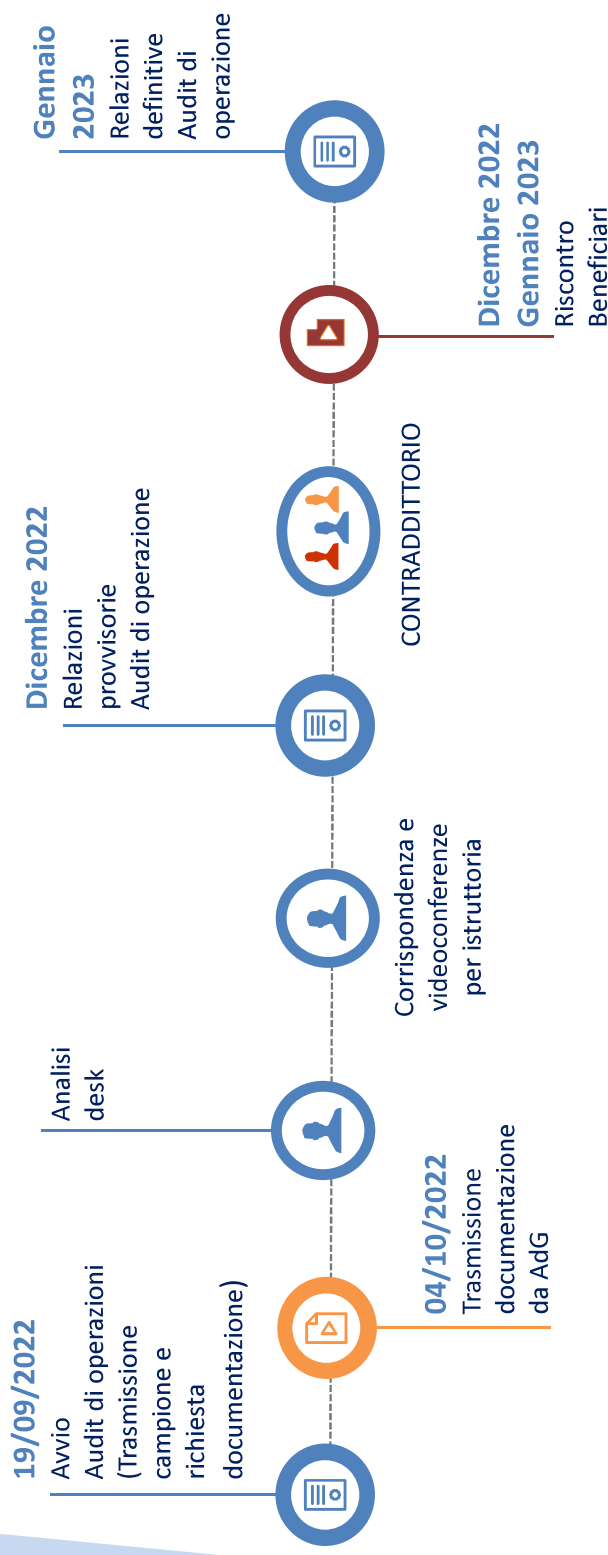 19/09/2022
Avvio
Audit di operazioni
(Trasmissione
campione e
richiesta
documentazione)
04/10/2022
Trasmissione
documentazione
da AdG
Analisi
desk
Corrispondenza e
videoconferenze
per istruttoria
Dicembre 2022
Relazioni
provvisorie
Audit di operazione
CONTRADDITTORIO
Dicembre 2022
Gennaio 2023
Riscontro
Beneficiari
Gennaio
2023
Relazioni
definitive
Audit di
operazione